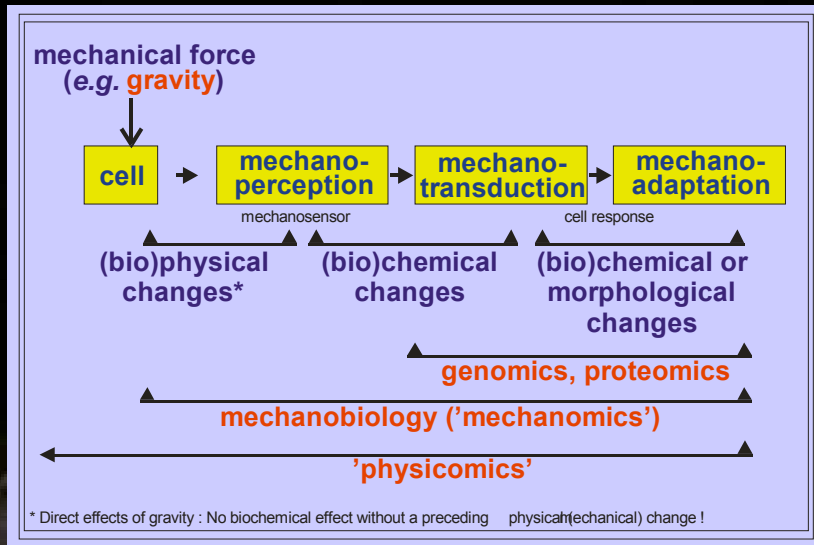 mechanical force
(e.g. gravity)
cell
mechano-
perception
mechano-
transduction
mechano-
adaptation
mechanosensor
cell response
(bio)physical
changes*
(bio)chemical
changes
(bio)chemical or
morphological
changes
genomics, proteomics
mechanobiology ('mechanomics')
'physicomics'
* Direct effects of gravity : No biochemical effect without a preceding physical(mechanical) change !